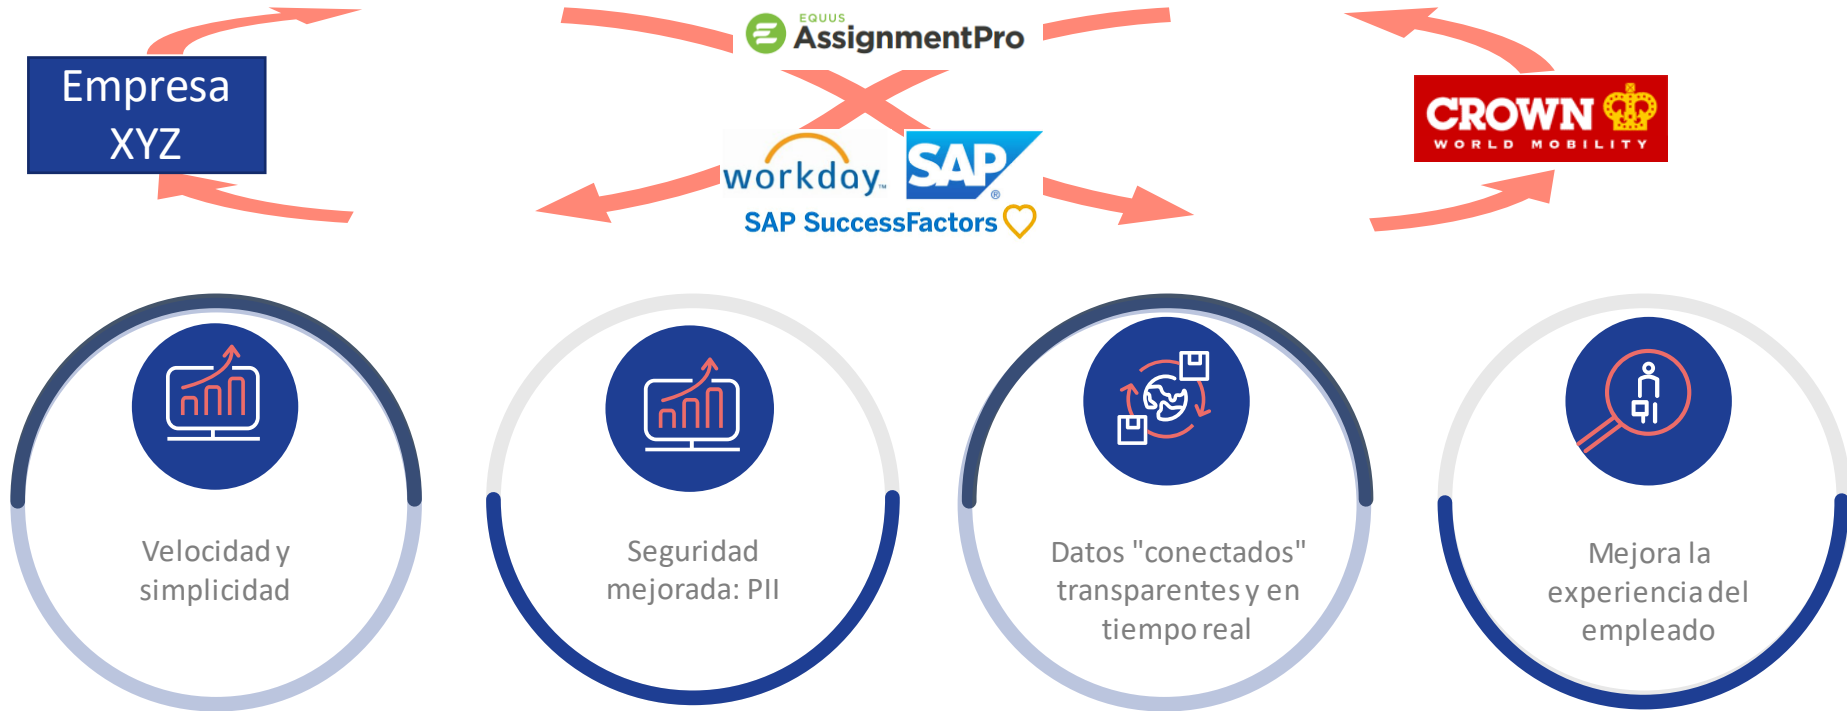 EQUUS
AssignmentPro
Empresa
XYZ
CROWN
WORLD MOBILITY
workday™
SAP®
SAP SuccessFactors
Velocidad y
simplicidad
Seguridad
mejorada: PII
Datos "conectados"
transparentes y en
tiempo real
Mejora la
experiencia del
empleado